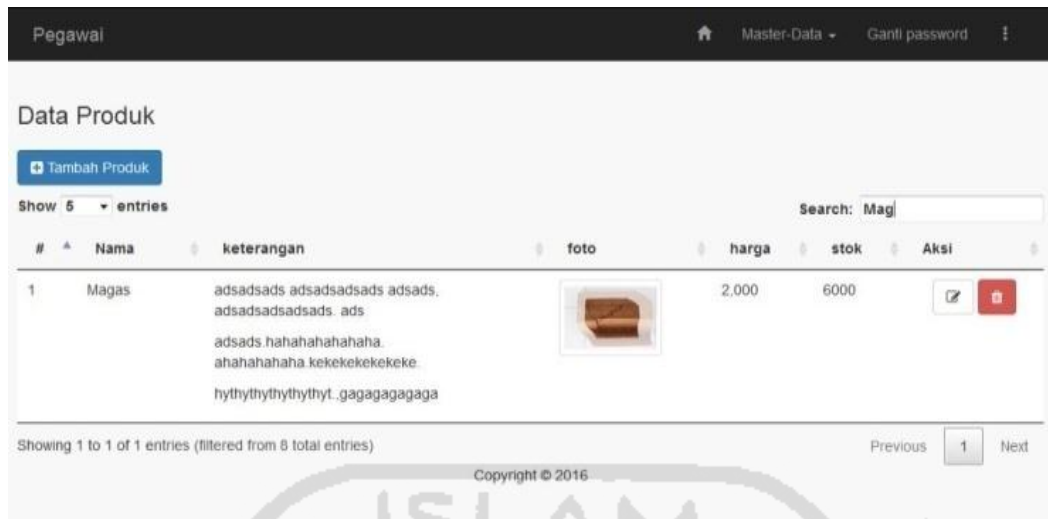 Pegawai Master-Data Ganti password
Data Produk
Tambah Produk
Show 5 entries
Search: Mag
# Nama keterangan foto harga stok Aksi
1 Magas adsadsads adsadsadsads adsads, 2,000 6000
adsadsadsadsads. ads
adsads.hahahahahahaha.
ahahahahaha.kekekekekekeke.
hythythythythythyt.,gagagagagaga
Showing 1 to 1 of 1 entries (filtered from 8 total entries)
Previous 1 Next
Copyright © 2016
ISLAM